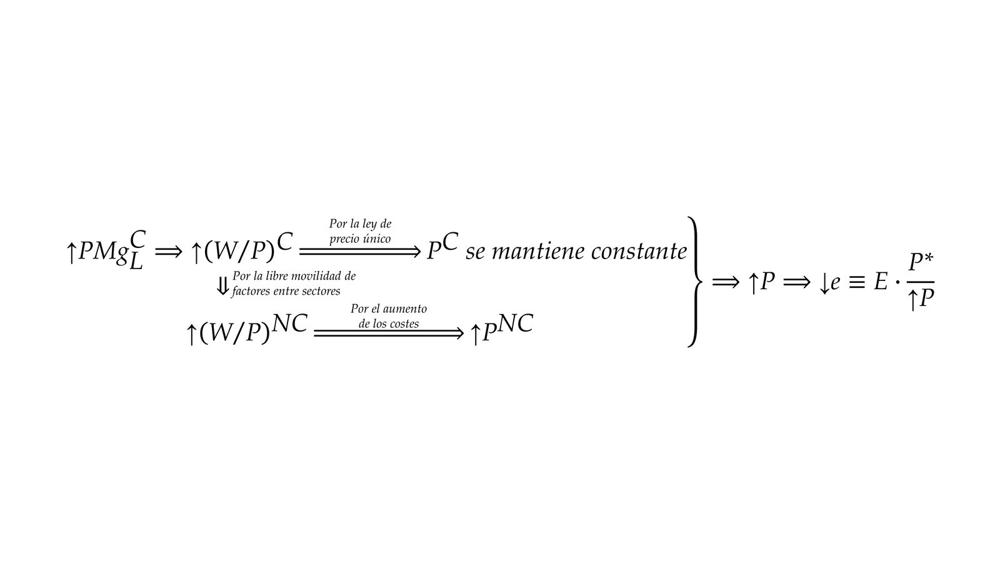 Por la ley de
precio único
↑PMg_L^C ⟹ ↑(W/P)^C ⟹ P^C se mantiene constante
Por la libre movilidad de
⇓ factores entre sectores
Por el aumento
de los costes
↑(W/P)^NC ⟹ ↑P^NC
} ⟹ ↑P ⟹ ↓e ≡ E · P*/↑P